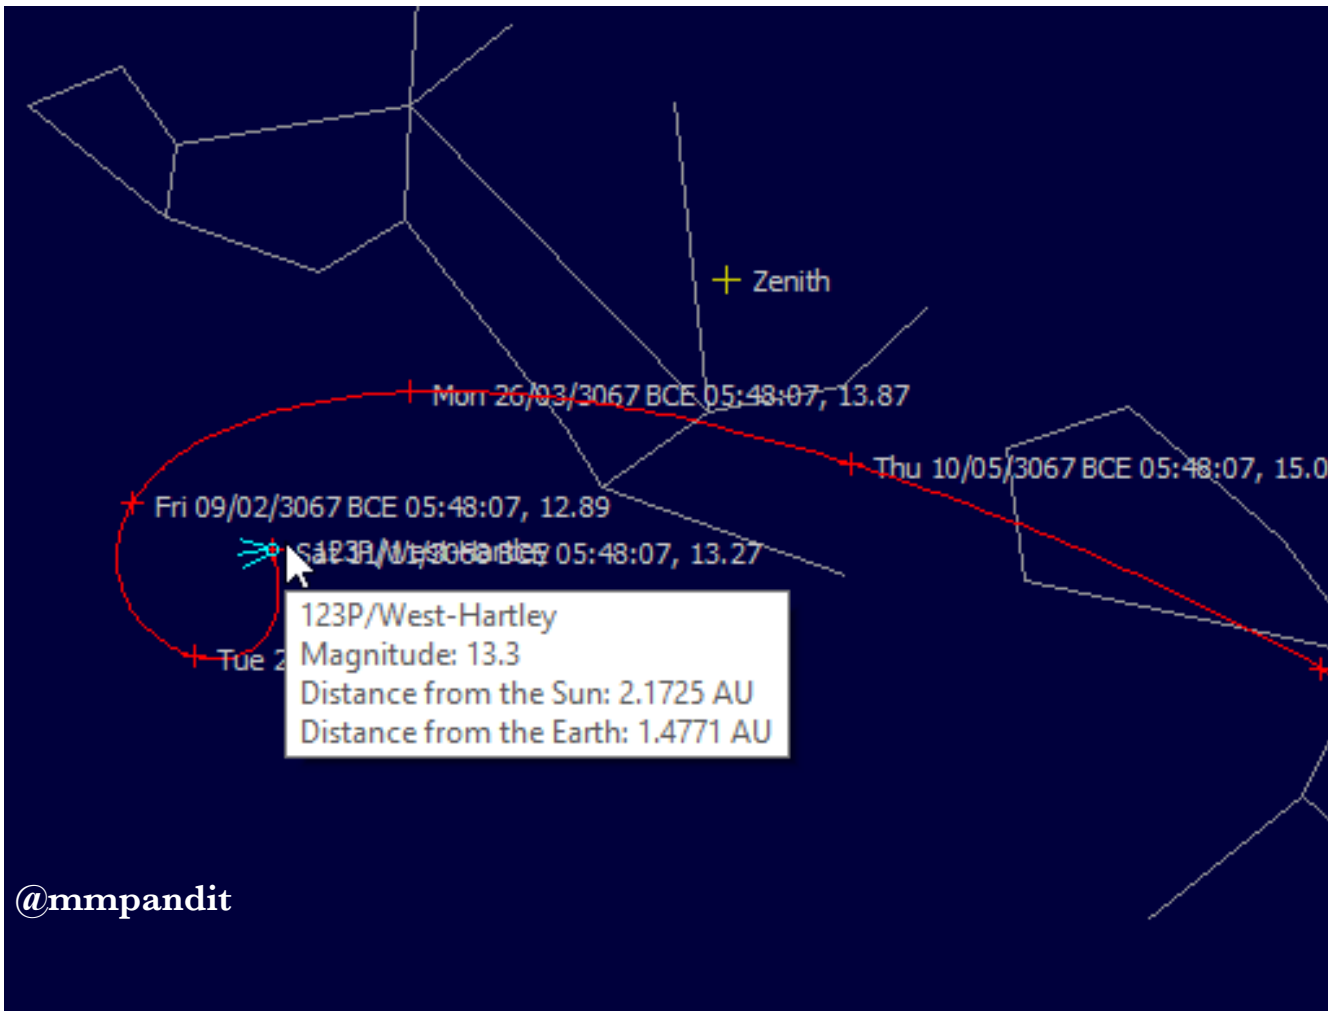 Zenith
Mon 26/03/3067 BCE 05:48:07, 13.87
Thu 10/05/3067 BCE 05:48:07, 15.0
Fri 09/02/3067 BCE 05:48:07, 12.89
123P/West-Hartley 05:48:07, 13.27
Tue 2
123P/West-Hartley
Magnitude: 13.3
Distance from the Sun: 2.1725 AU
Distance from the Earth: 1.4771 AU
@mmpandit